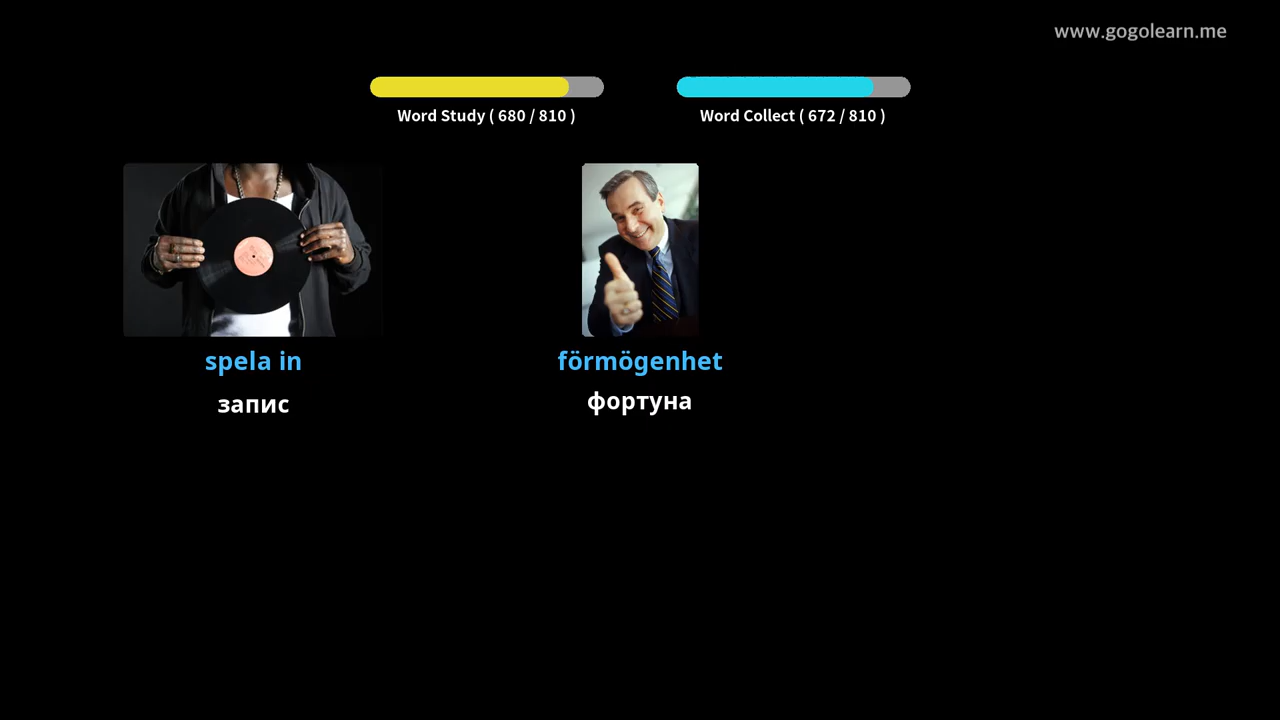 www.gogolearn.me
Word Study ( 680 / 810 )
Word Collect ( 672 / 810 )
spela in
запис
förmögenhet
фортуна